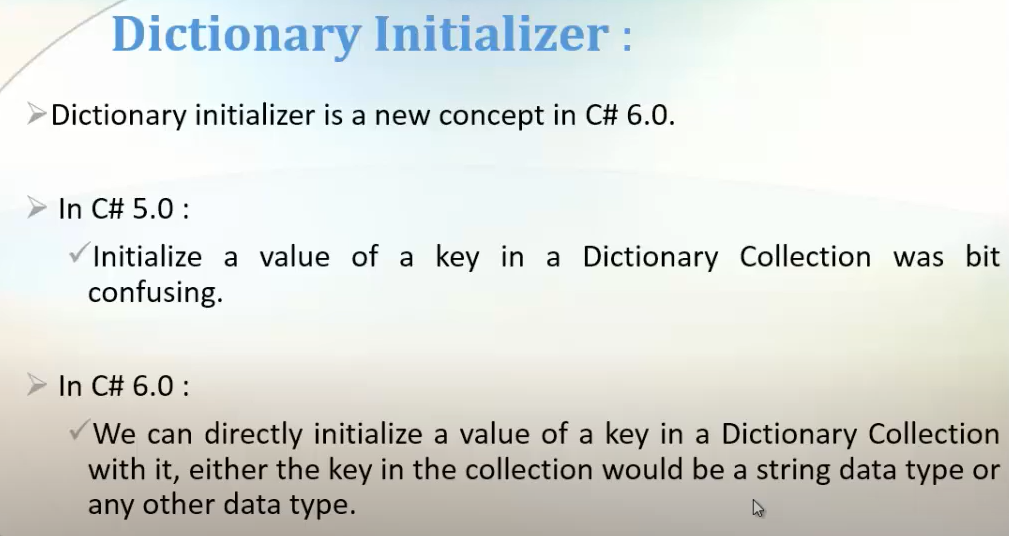 Dictionary Initializer :
Dictionary initializer is a new concept in C# 6.0.
In C# 5.0 :
Initialize a value of a key in a Dictionary Collection was bit
confusing.
In C# 6.0 :
We can directly initialize a value of a key in a Dictionary Collection
with it, either the key in the collection would be a string data type or
any other data type.